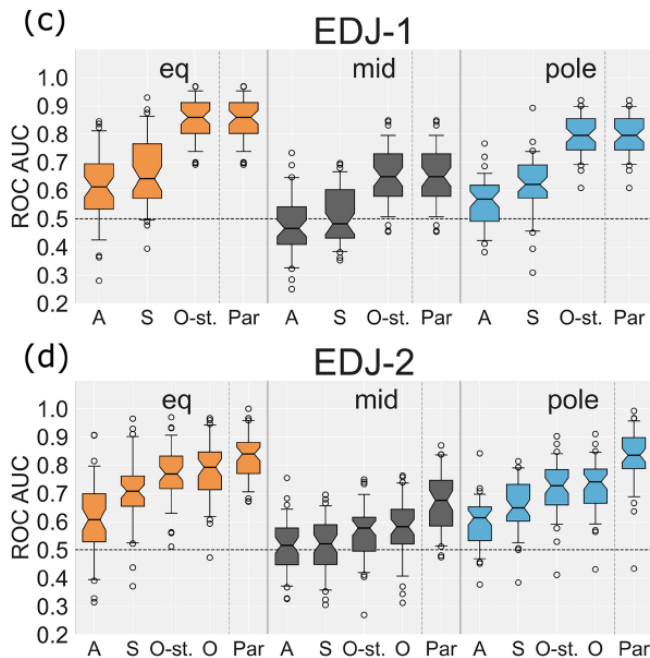 (c) EDJ-1
eq mid pole
ROC AUC
1.0
0.9
0.8
0.7
0.6
0.5
0.4
0.3
0.2
A S O-st. Par A S O-st. Par A S O-st. Par
(d) EDJ-2
eq mid pole
ROC AUC
1.0
0.9
0.8
0.7
0.6
0.5
0.4
0.3
0.2
A S O-st. O Par A S O-st. O Par A S O-st. O Par